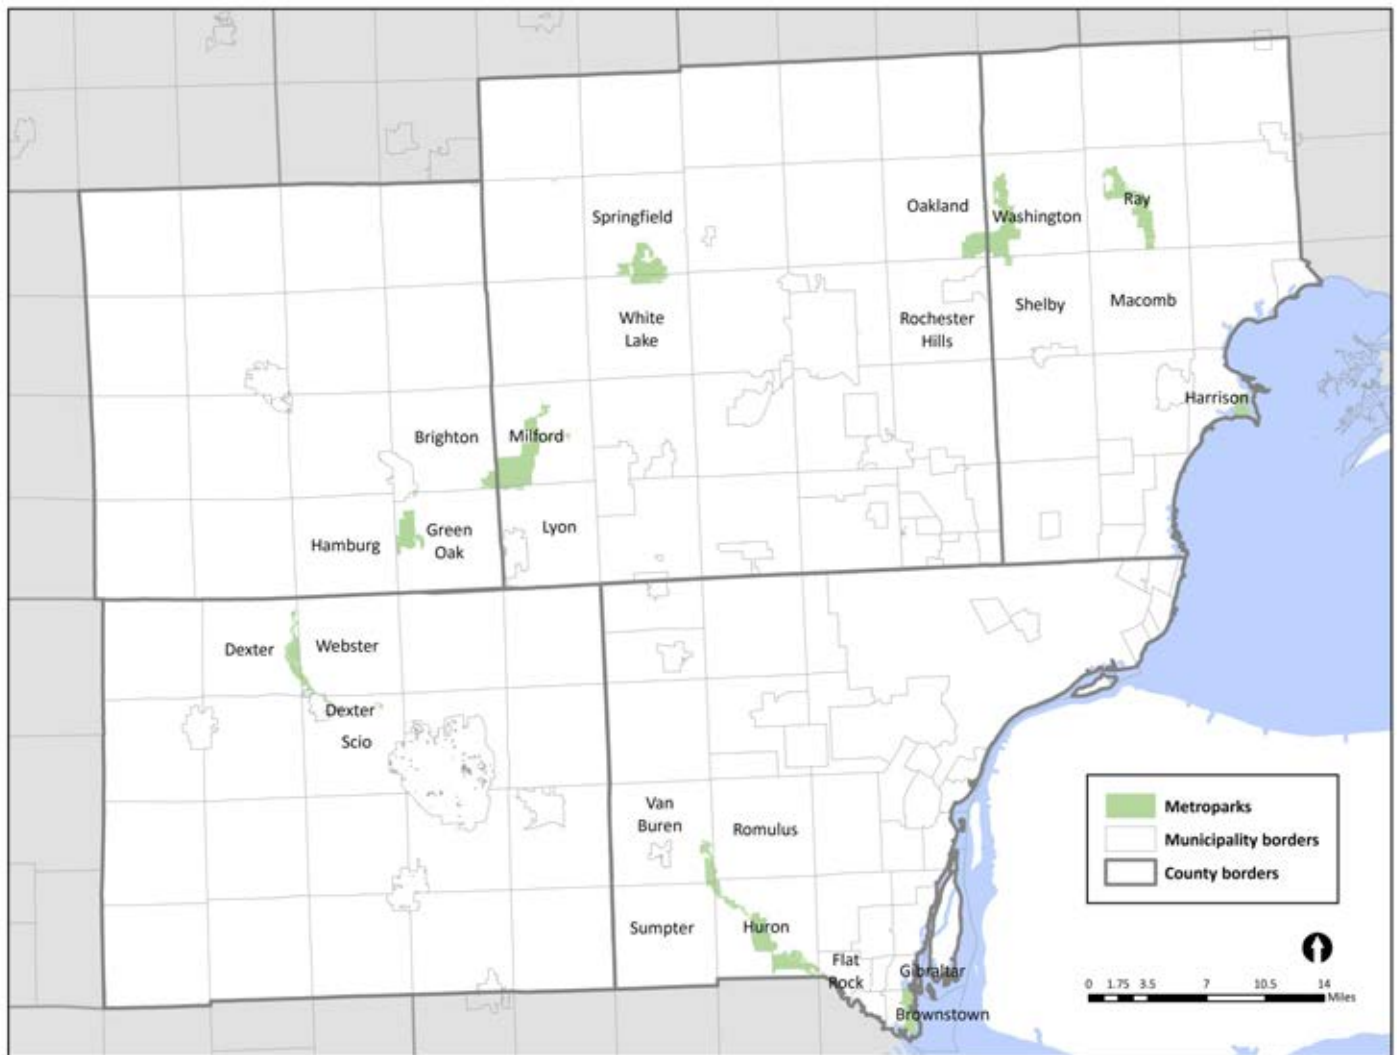 Springfield
Oakland
Washington
Ray
White
Lake
Rochester
Hills
Shelby
Macomb
Harrison
Brighton
Milford
Hamburg
Green
Oak
Lyon
Dexter
Webster
Dexter
Scio
Van
Buren
Romulus
Sumpter
Huron
Flat
Rock
Gibraltar
Brownstown
Metroparks
Municipality borders
County borders
0 1.75 3.5 7 10.5 14
Miles